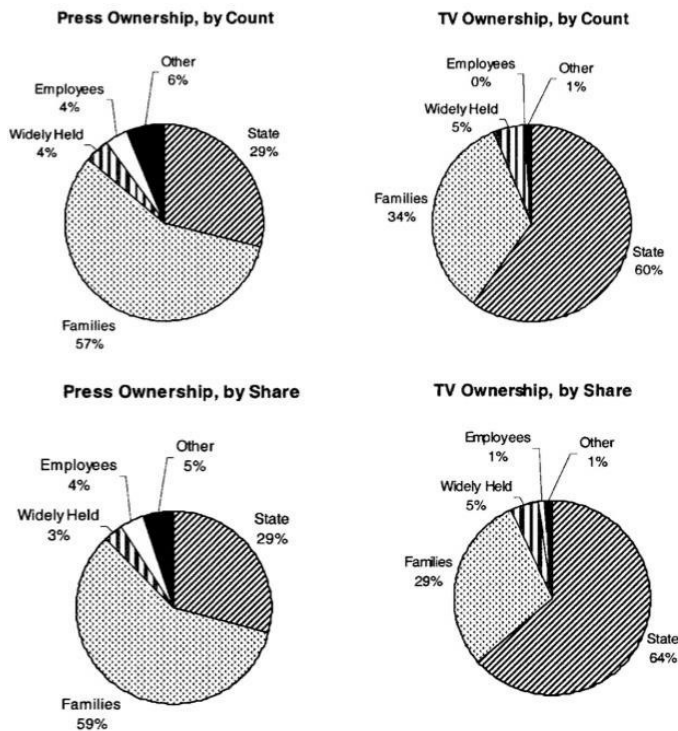 Press Ownership, by Count
Other
6%
Employees
4%
Widely Held
4%
State
29%
Families
57%
TV Ownership, by Count
Employees
0%
Other
1%
Widely Held
5%
Families
34%
State
60%
Press Ownership, by Share
Other
5%
Employees
4%
Widely Held
3%
State
29%
Families
59%
TV Ownership, by Share
Employees
1%
Other
1%
Widely Held
5%
Families
29%
State
64%